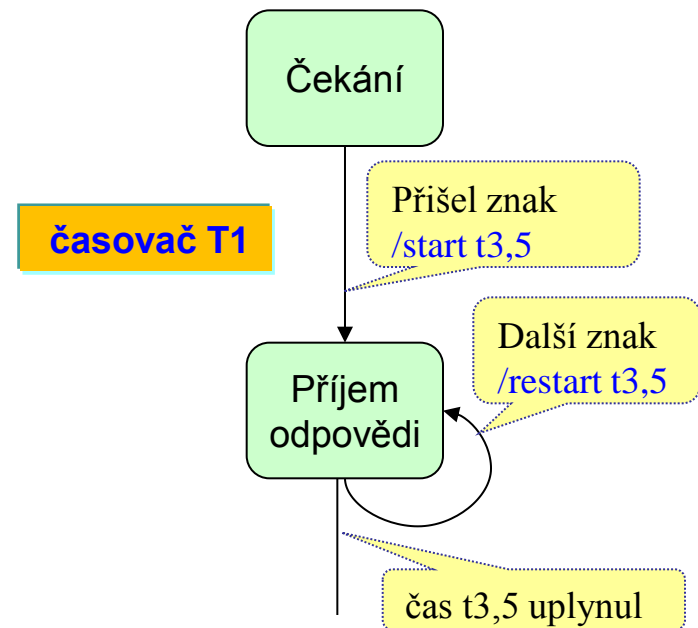 Čekání
Přišel znak
/start t3,5
časovač T1
Další znak
/restart t3,5
Příjem
odpovědi
čas t3,5 uplynul